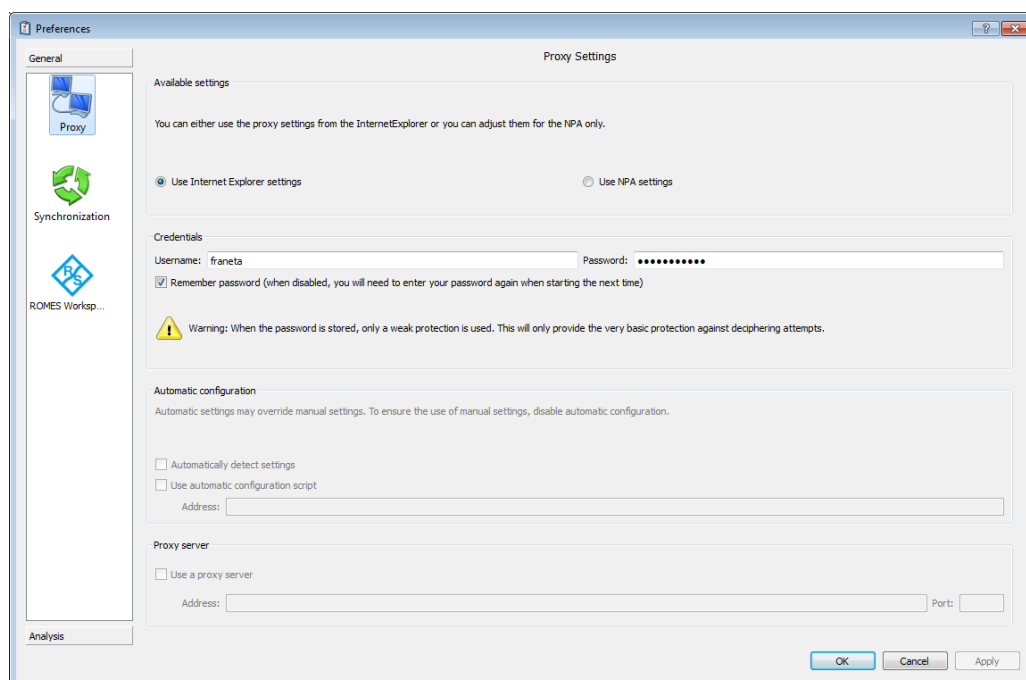 Preferences
General
Proxy
Synchronization
R&S
ROMES Worksp...
Analysis
Proxy Settings
Available settings
You can either use the proxy settings from the InternetExplorer or you can adjust them for the NPA only.
Use Internet Explorer settings
Use NPA settings
Credentials
Username: franeta Password: ●●●●●●●●●●●
Remember password (when disabled, you will need to enter your password again when starting the next time)
Warning: When the password is stored, only a weak protection is used. This will only provide the very basic protection against deciphering attempts.
Automatic configuration
Automatic settings may override manual settings. To ensure the use of manual settings, disable automatic configuration.
Automatically detect settings
Use automatic configuration script
Address:
Proxy server
Use a proxy server
Address: Port:
OK Cancel Apply